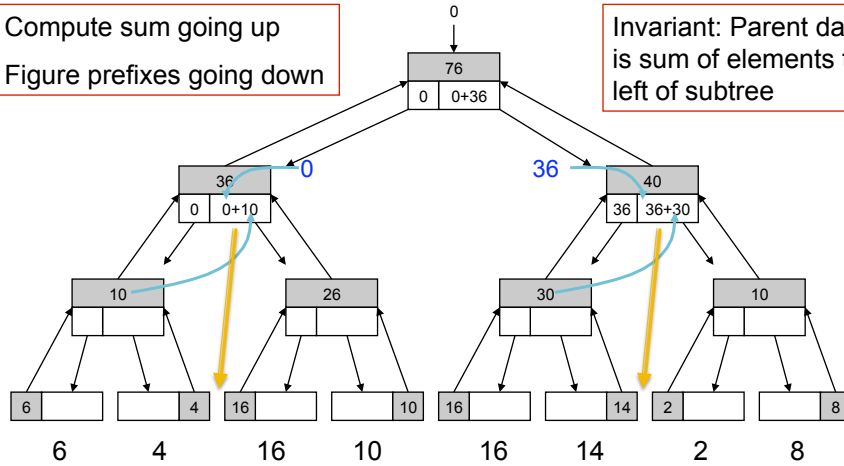 Compute sum going up
Figure prefixes going down
0
Invariant: Parent da
is sum of elements
left of subtree
76
0 0+36
36 0 36 40
0 0+10 36 36+30
10 26 30 10
6 4 16 10 16 14 2 8
6 4 16 10 16 14 2 8